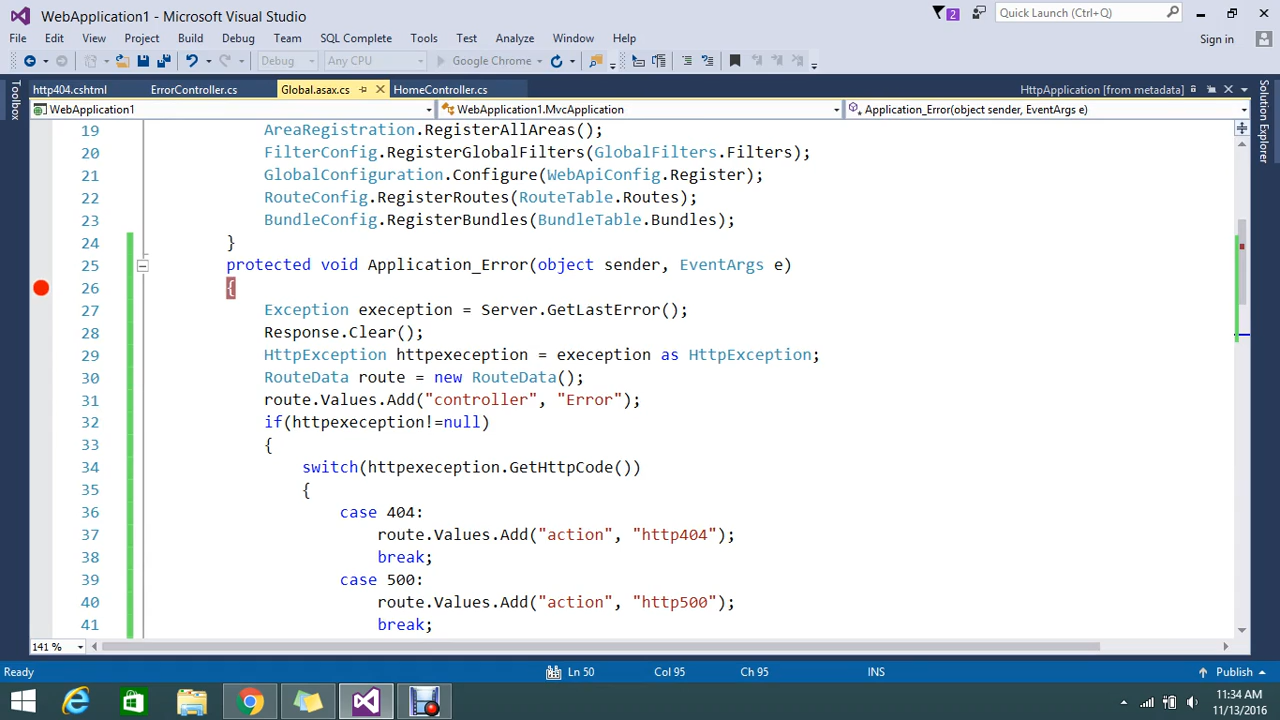 WebApplication1 - Microsoft Visual Studio
2
Quick Launch (Ctrl+Q)
File Edit View Project Build Debug Team SQL Complete Tools Test Analyze Window Help
Sign in
Debug Any CPU Google Chrome
http404.cshtml ErrorController.cs Global.asax.cs HomeController.cs HttpApplication [from metadata]
WebApplication1 WebApplication1.MvcApplication Application_Error(object sender, EventArgs e)
Toolbox
Solution Explorer
19 AreaRegistration.RegisterAllAreas();
20 FilterConfig.RegisterGlobalFilters(GlobalFilters.Filters);
21 GlobalConfiguration.Configure(WebApiConfig.Register);
22 RouteConfig.RegisterRoutes(RouteTable.Routes);
23 BundleConfig.RegisterBundles(BundleTable.Bundles);
24 }
25 protected void Application_Error(object sender, EventArgs e)
26 {
27 Exception exeception = Server.GetLastError();
28 Response.Clear();
29 HttpException httpexeception = exeception as HttpException;
30 RouteData route = new RouteData();
31 route.Values.Add("controller", "Error");
32 if(httpexeception!=null)
33 {
34 switch(httpexeception.GetHttpCode())
35 {
36 case 404:
37 route.Values.Add("action", "http404");
38 break;
39 case 500:
40 route.Values.Add("action", "http500");
41 break;
141 %
Ready Ln 50 Col 95 Ch 95 INS Publish
11:34 AM
11/13/2016